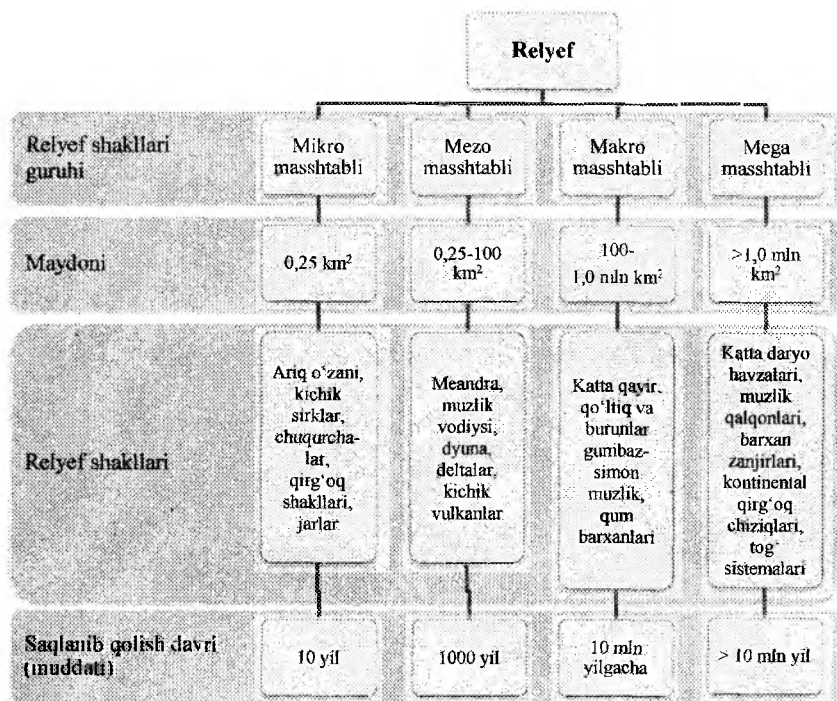 Relyef
Relyef shakllari
guruhi
Mikro
masshtabli
Mezo
masshtabli
Makro
masshtabli
Mega
masshtabli
Maydoni
0,25 km²
0,25-100
km²
100-
1,0 mln km²
>1,0 mln
km²
Relyef shakllari
Ariq o‘zani,
kichik
sirklar,
chuqurcha-
lar,
qirg‘oq
shakllari,
jarlar
Meandra,
muzlik
vodiysi,
dyuna,
deltalar,
kichik
vulkanlar
Katta qayir,
qo‘ltiq va
burunlar
gumbaz-
simon
muzlik,
qum
barxanlari
Katta daryo
havzalari,
muzlik
qalqonlari,
barxan
zanjirlari,
kontinental
qirg‘oq
chiziqlari,
tog‘
sistemalari
Saqlanib qolish davri
(muddati)
10 yil
1000 yil
10 mln
yilgacha
> 10 mln yil